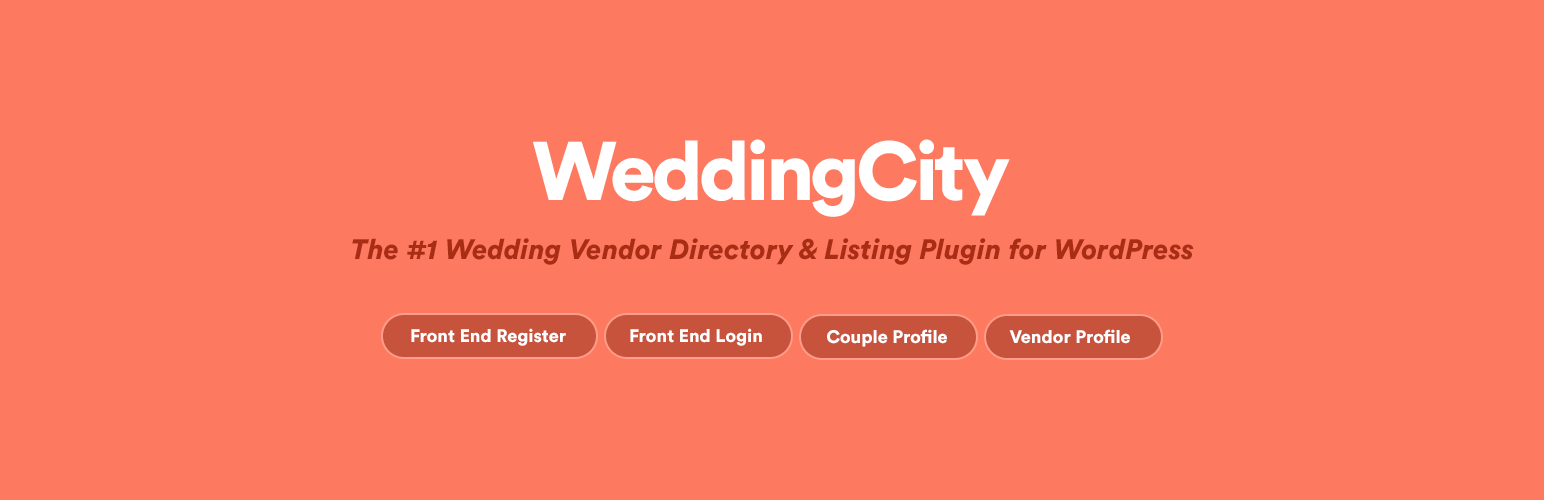 WeddingCity
The #1 Wedding Vendor Directory & Listing Plugin for WordPress
Front End Register Front End Login Couple Profile Vendor Profile